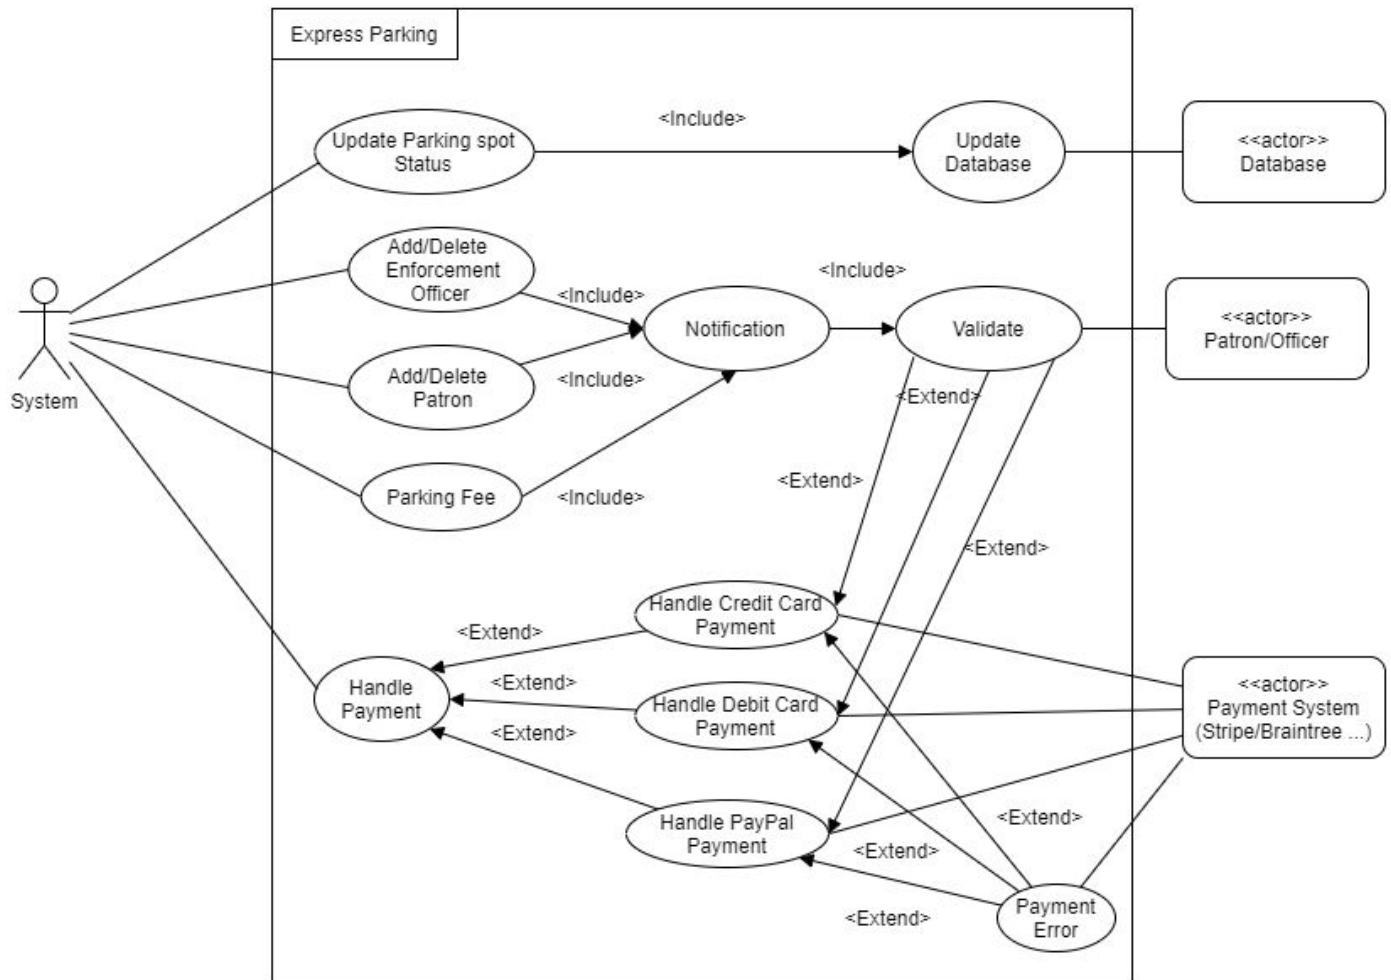 Express Parking
<Include>
Update Parking spot
Status
Update
Database
<<actor>>
Database
Add/Delete
Enforcement
Officer
<Include>
<Include>
Notification
Validate
<<actor>>
Patron/Officer
System
Add/Delete
Patron
<Include>
<Extend>
Parking Fee
<Include>
<Extend>
<Extend>
Handle Credit Card
Payment
<Extend>
Handle
Payment
<Extend>
Handle Debit Card
Payment
<Extend>
<<actor>>
Payment System
(Stripe/Braintree ...)
Handle PayPal
Payment
<Extend>
<Extend>
<Extend>
Payment
Error